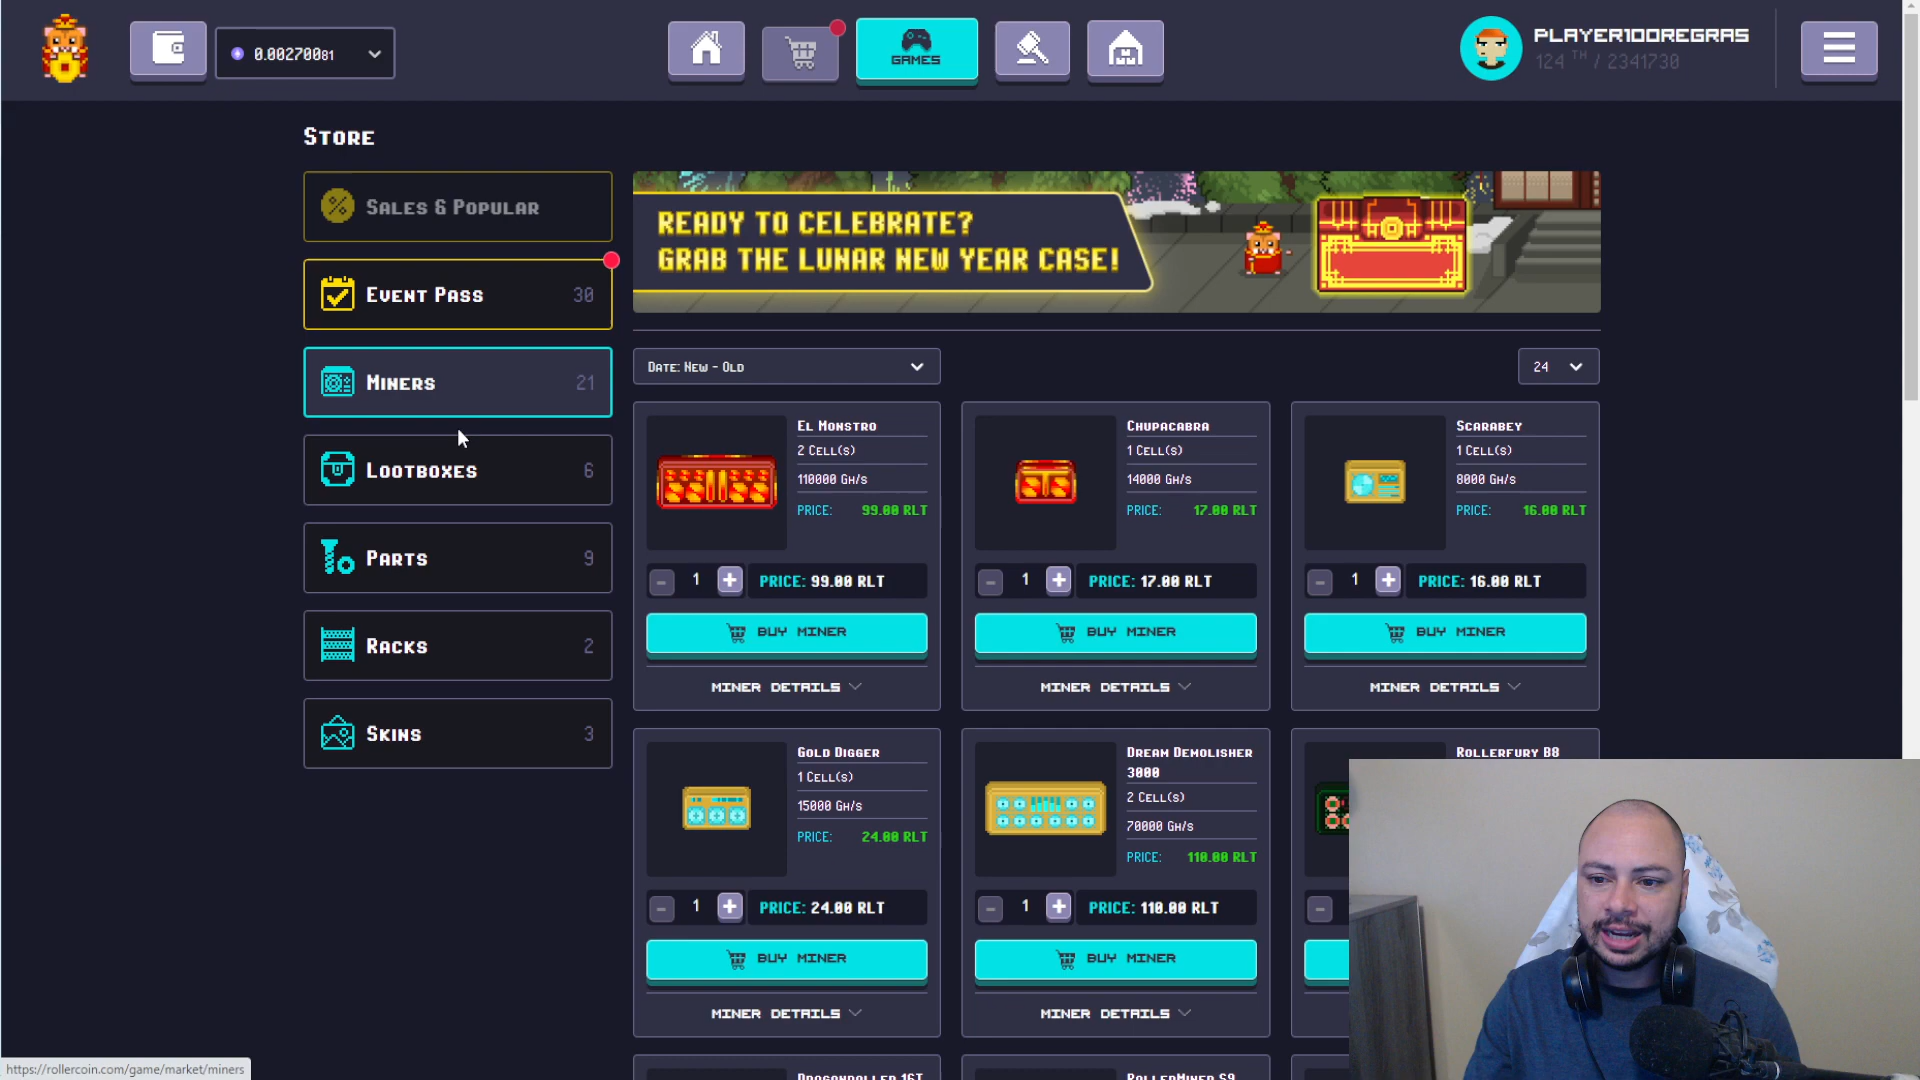 0.002700081
GAMES
PLAYER1DOREGRAS
124 TH / 2341730
Store
Sales & Popular
Event Pass 30
Miners 21
Lootboxes 6
Parts 9
Racks 2
Skins 3
READY TO CELEBRATE?
GRAB THE LUNAR NEW YEAR CASE!
Date: New - Old
24
El Monstro
2 Cell(s)
110000 Gh/s
PRICE: 99.00 RLT
1 PRICE: 99.00 RLT
BUY MINER
MINER DETAILS
Chupacabra
1 Cell(s)
14000 Gh/s
PRICE: 17.00 RLT
1 PRICE: 17.00 RLT
BUY MINER
MINER DETAILS
Scarabey
1 Cell(s)
8000 Gh/s
PRICE: 16.00 RLT
1 PRICE: 16.00 RLT
BUY MINER
MINER DETAILS
Gold Digger
1 Cell(s)
15000 Gh/s
PRICE: 24.00 RLT
1 PRICE: 24.00 RLT
BUY MINER
MINER DETAILS
Dream Demolisher
3000
2 Cell(s)
70000 Gh/s
PRICE: 110.00 RLT
1 PRICE: 110.00 RLT
BUY MINER
MINER DETAILS
Rollerfury B8
https://rollercoin.com/game/market/miners